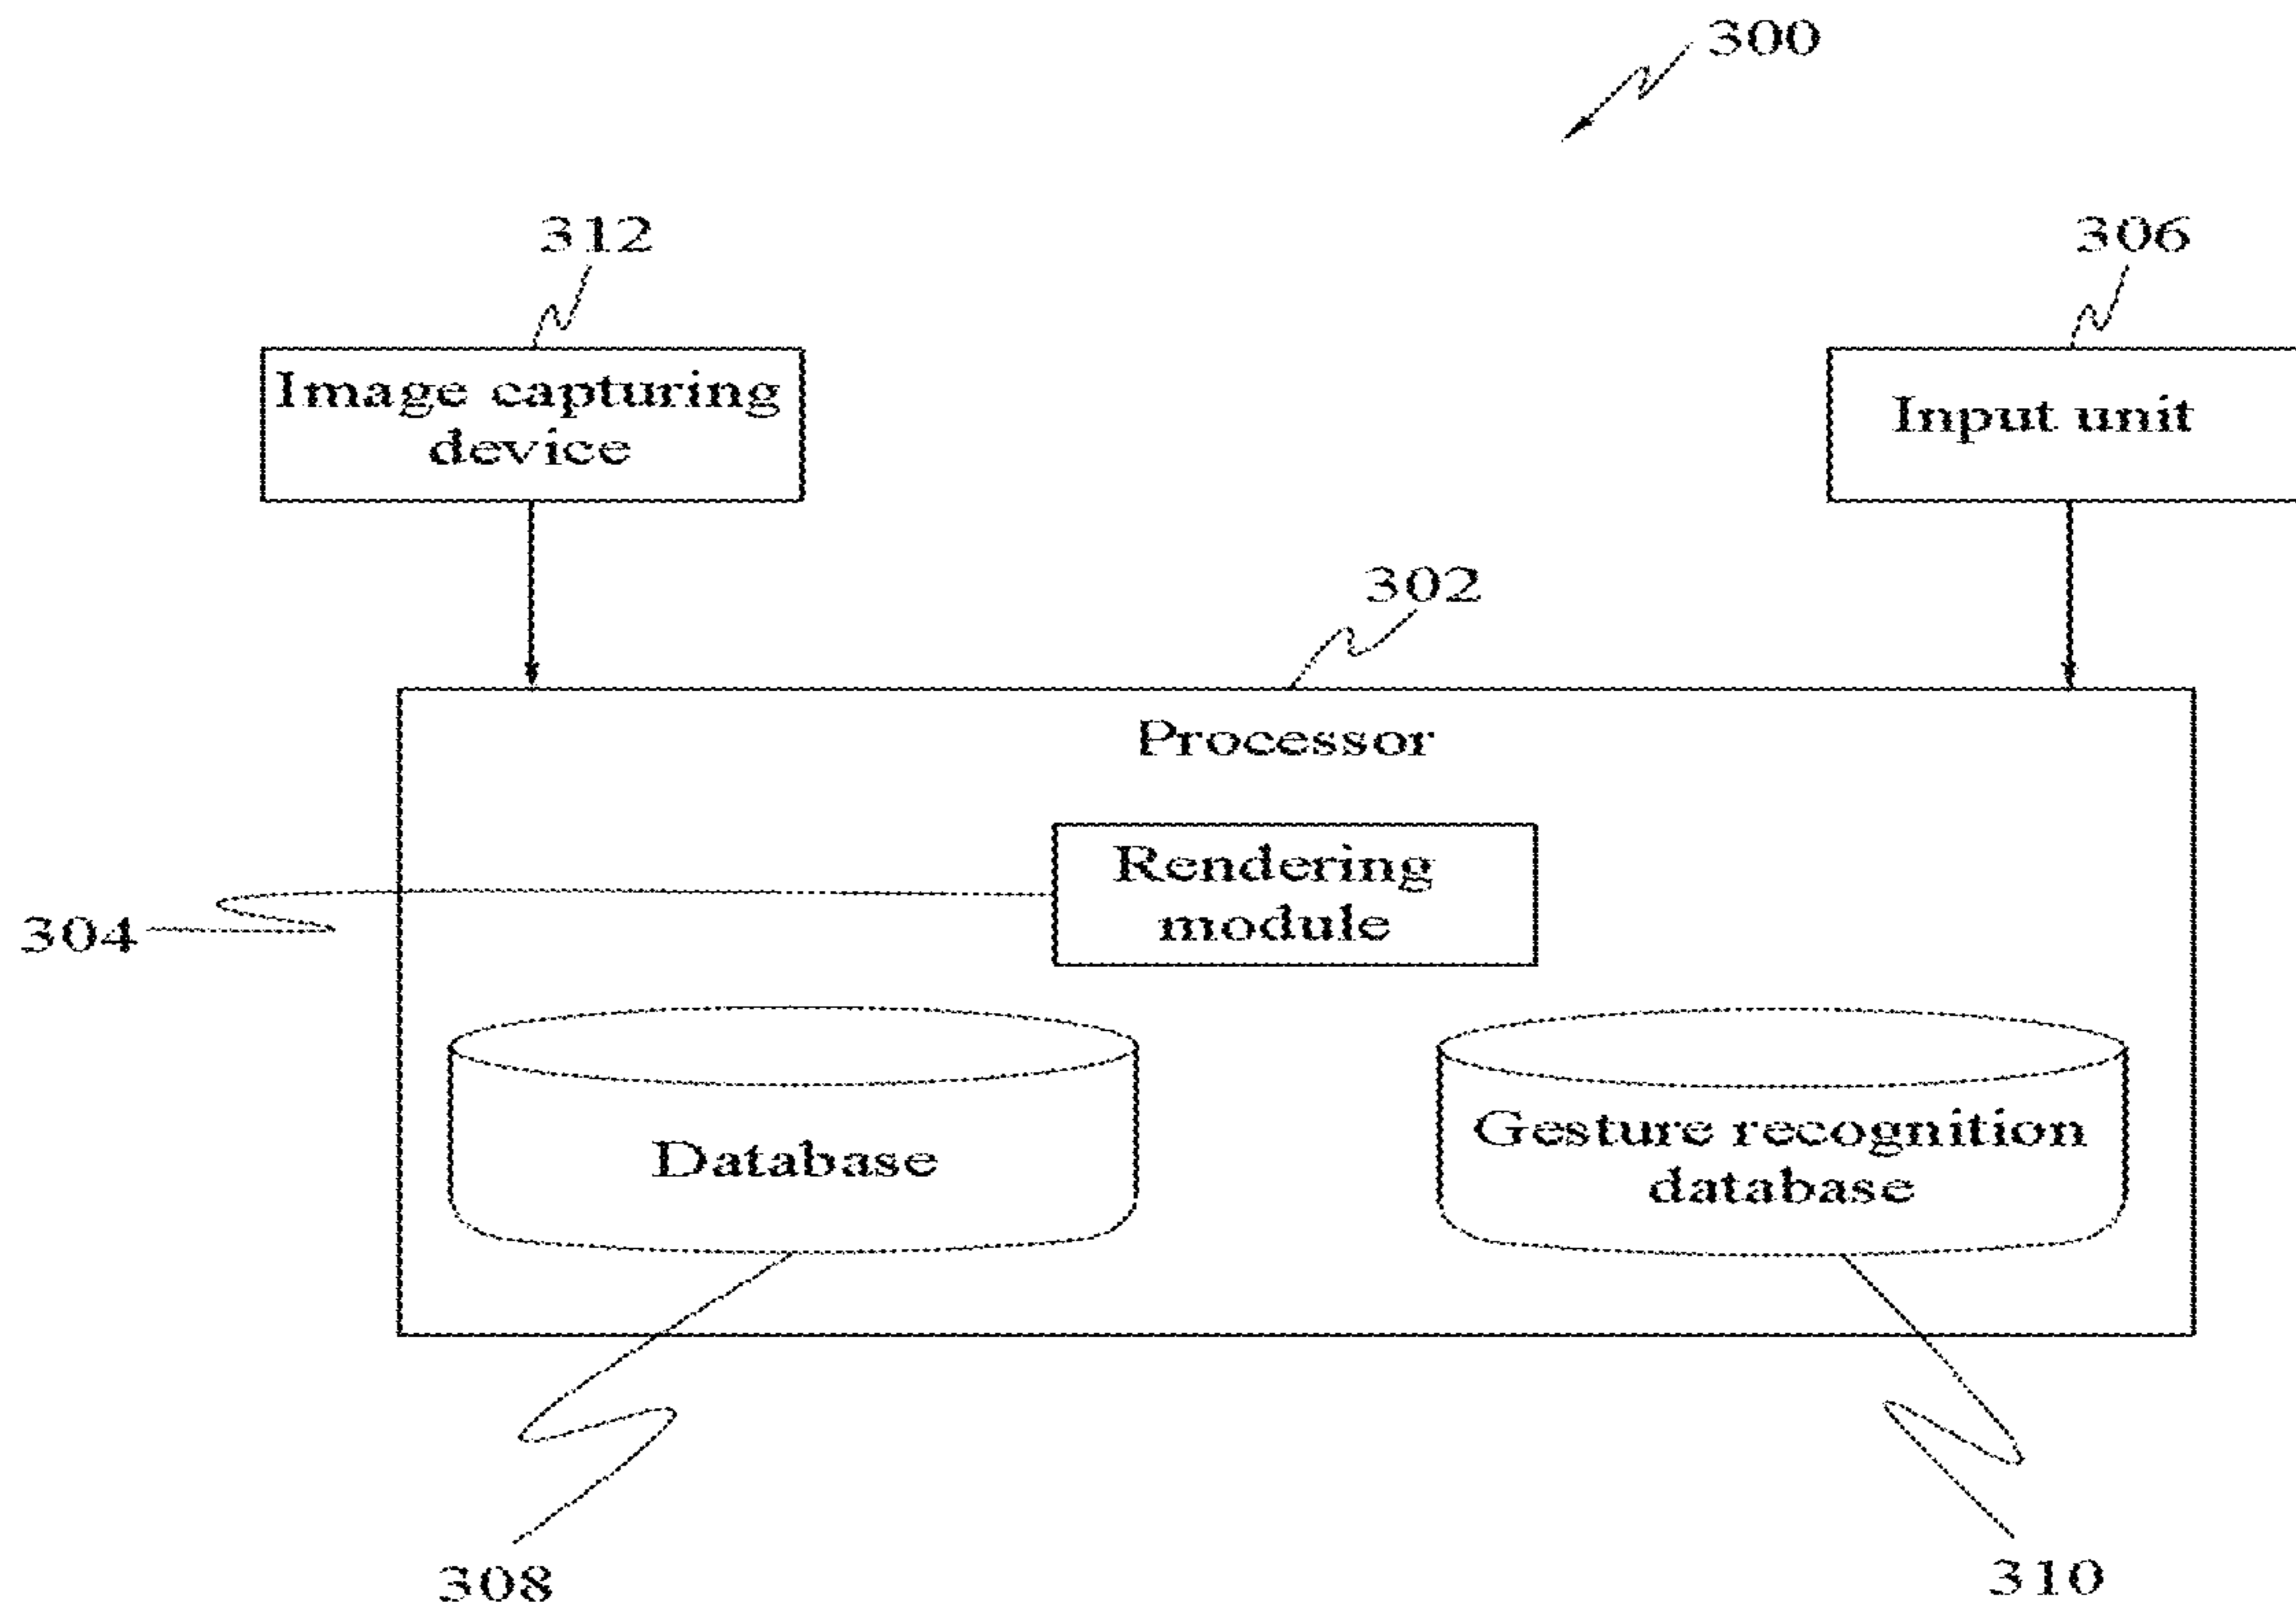 300
312
306
Image capturing
device
Input unit
302
Processor
Rendering
module
304
Database
Gesture recognition
database
308
310